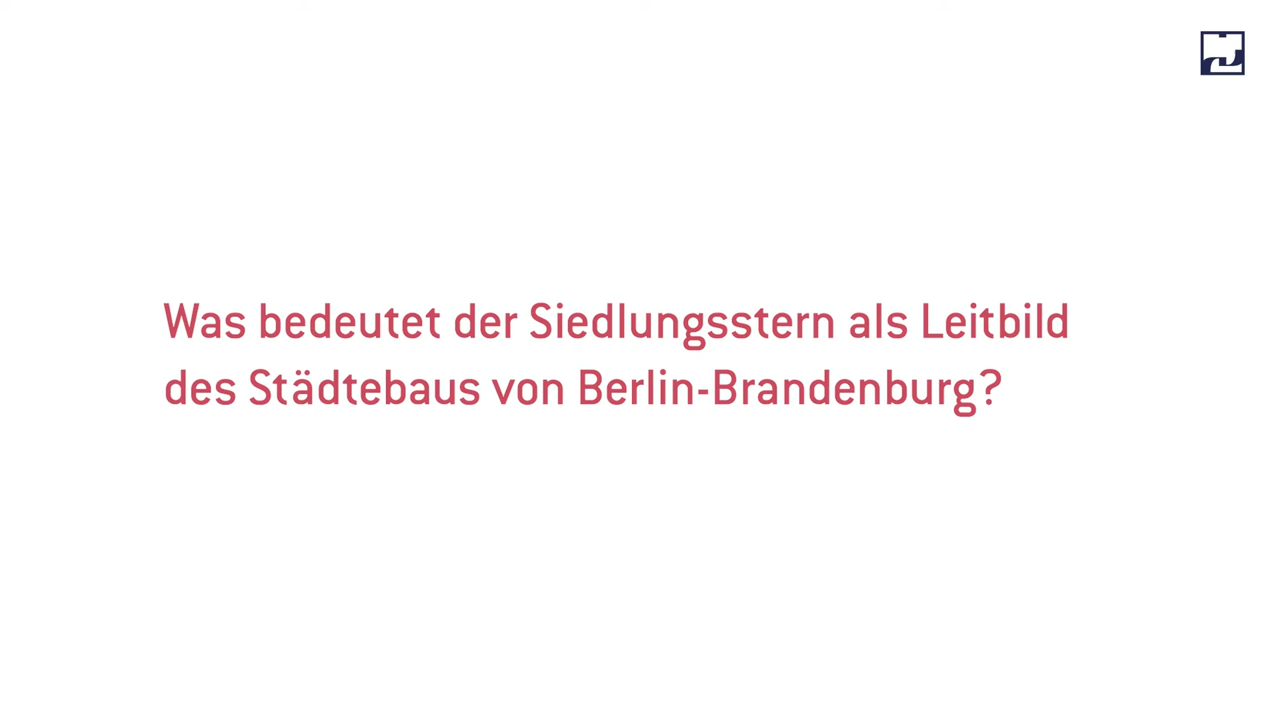 Was bedeutet der Siedlungsstern als Leitbild
des Städtebaus von Berlin-Brandenburg?